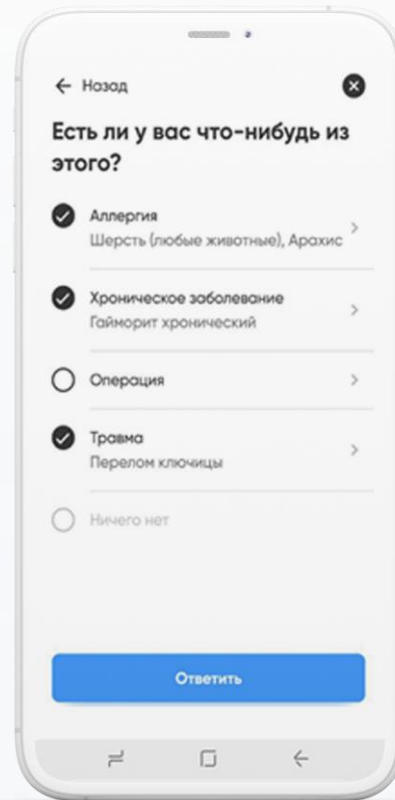 Назад
Есть ли у вас что-нибудь из
этого?
Аллергия
Шерсть (любые животные), Арахис
Хроническое заболевание
Гайморит хронический
Операция
Травма
Перелом ключицы
Ничего нет
Ответить